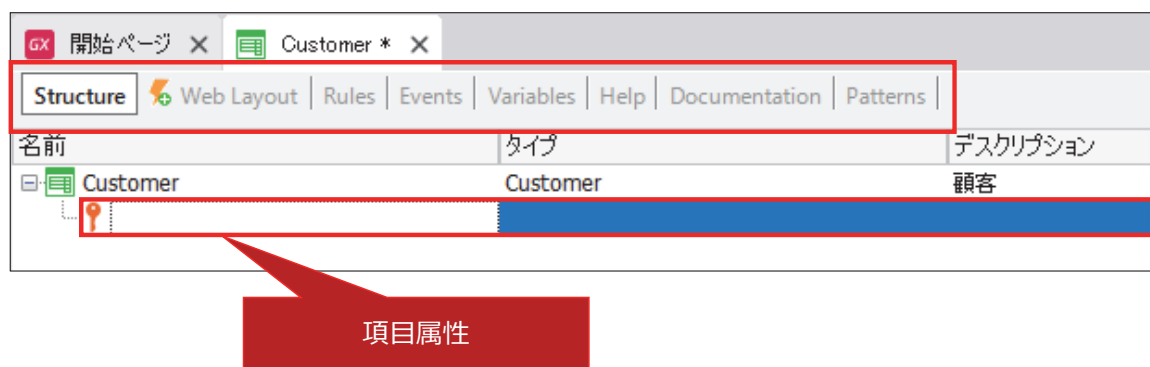 GX 開始ページ Customer *
Structure Web Layout Rules Events Variables Help Documentation Patterns
名前 タイプ デスクリプション
Customer Customer 顧客
項目属性